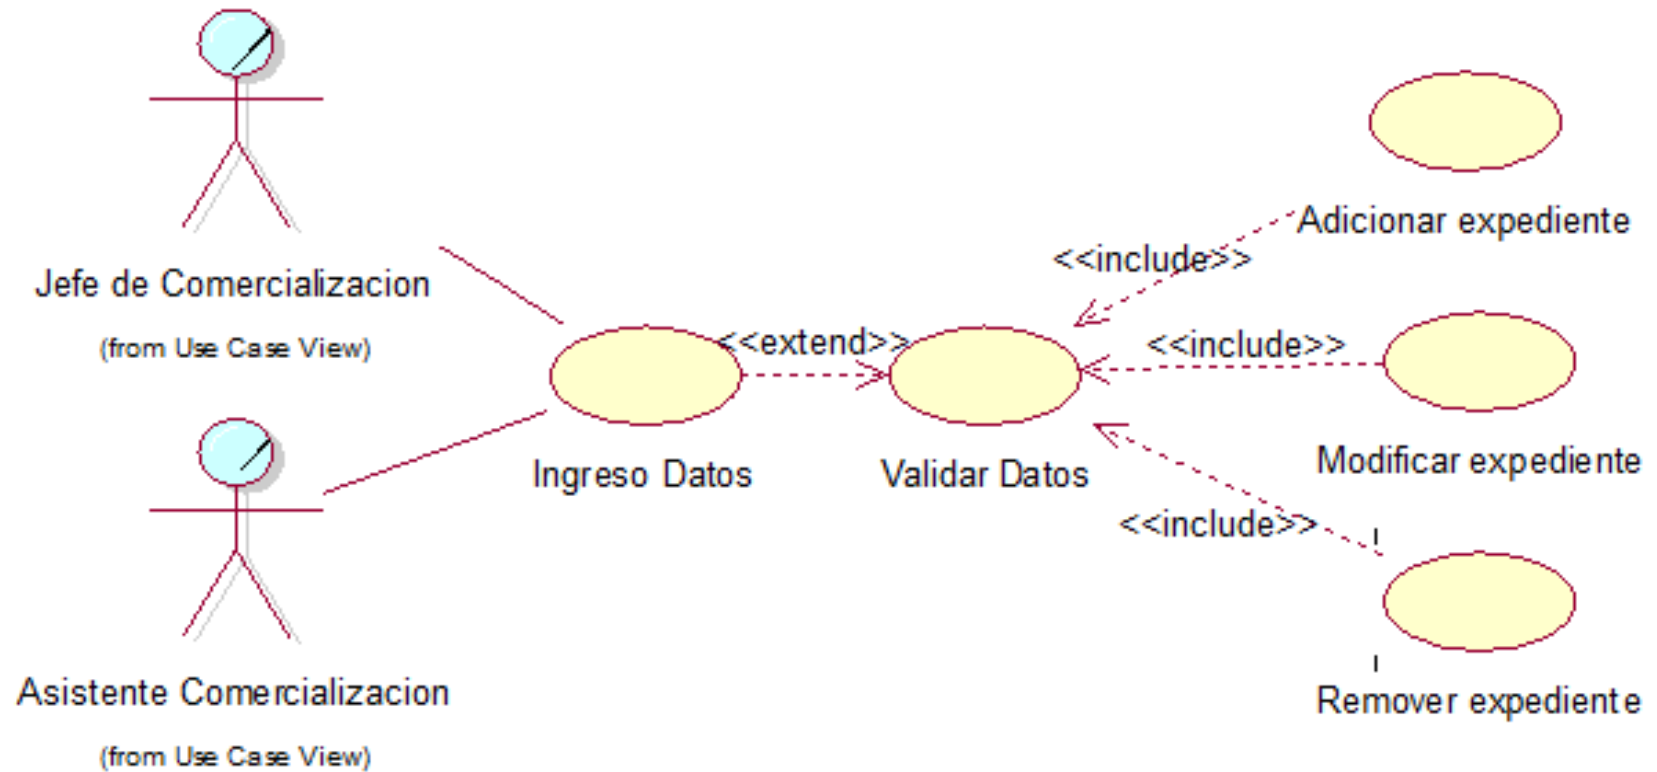 Jefe de Comercializacion
(from Use Case View)
Asistente Comercializacion
(from Use Case View)
Ingreso Datos
<<extend>>
Validar Datos
<<include>>
Adicionar expediente
<<include>>
Modificar expediente
<<include>>
Remover expediente